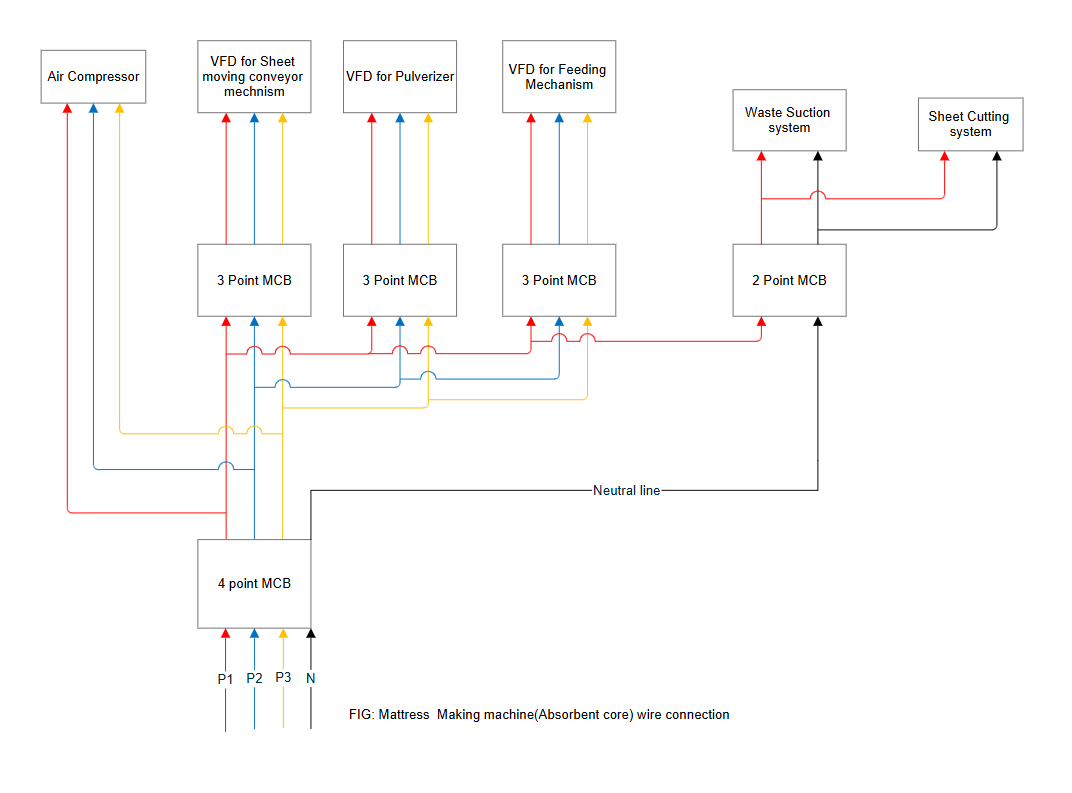 Air Compressor
VFD for Sheet
moving conveyor
mechnism
VFD for Pulverizer
VFD for Feeding
Mechanism
Waste Suction
system
Sheet Cutting
system
3 Point MCB
3 Point MCB
3 Point MCB
2 Point MCB
Neutral line
4 point MCB
P1
P2
P3
N
FIG: Mattress  Making machine(Absorbent core) wire connection